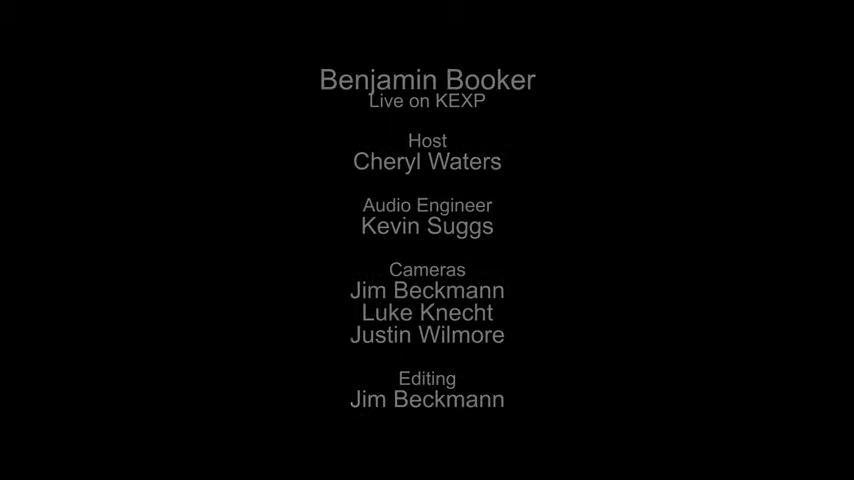 Benjamin Booker
Live on KEXP
Host
Cheryl Waters
Audio Engineer
Kevin Suggs
Cameras
Jim Beckmann
Luke Knecht
Justin Wilmore
Editing
Jim Beckmann